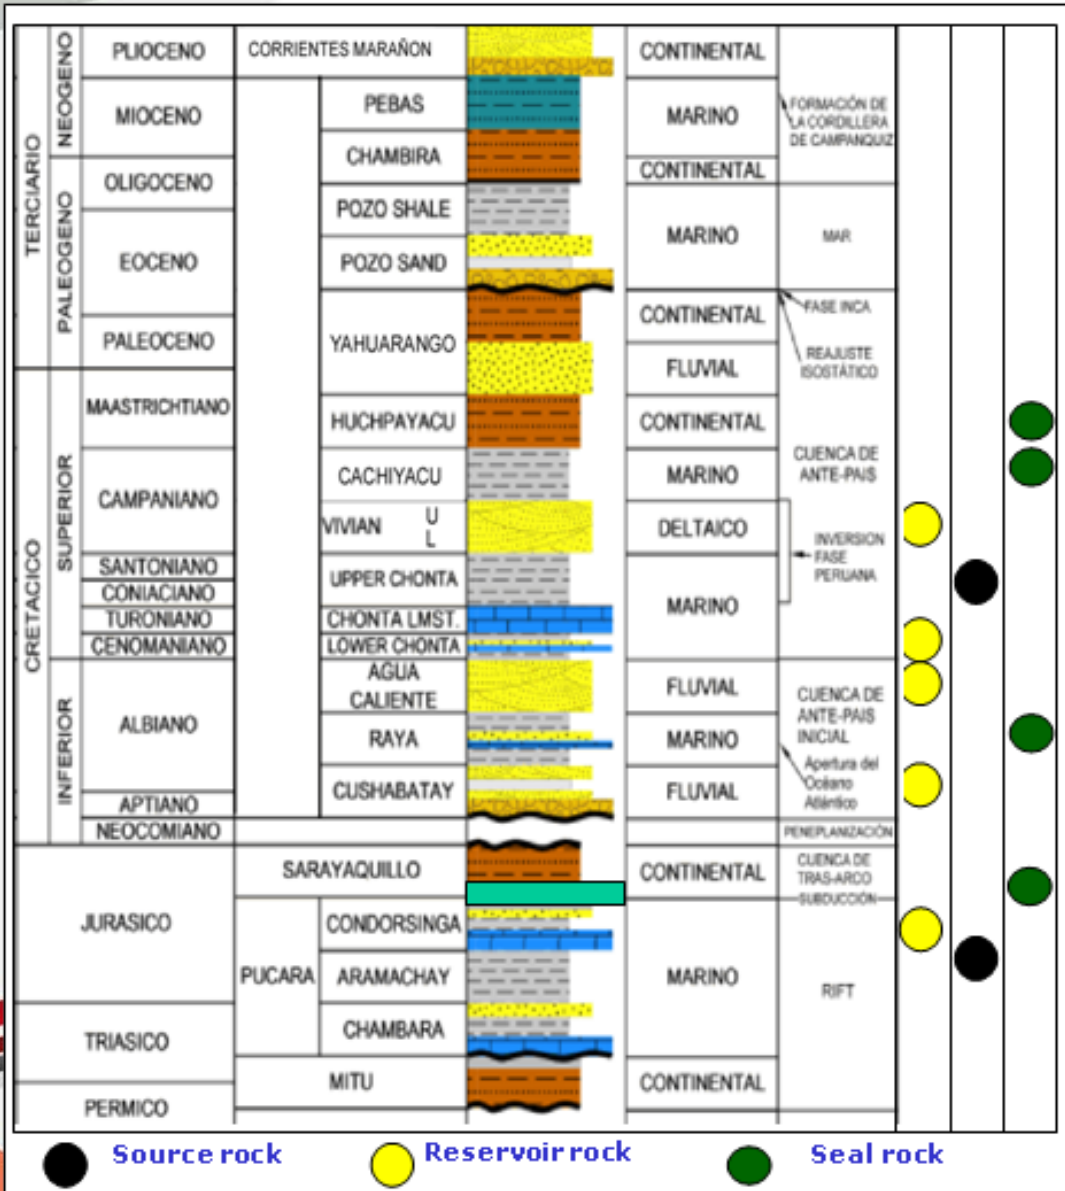 TERCIARIO
NEOGENO
PALEOGENO
CRETACICO
SUPERIOR
INFERIOR
PLIOCENO
MIOCENO
OLIGOCENO
EOCENO
PALEOCENO
MAASTRICHTIANO
CAMPANIANO
SANTONIANO
CONIACIANO
TURONIANO
CENOMANIANO
ALBIANO
APTIANO
NEOCOMIANO
JURASICO
TRIASICO
PERMICO
CORRIENTES MARAÑON
PEBAS
CHAMBIRA
POZO SHALE
POZO SAND
YAHUARANGO
HUCHPAYACU
CACHIYACU
VIVIAN U
L
UPPER CHONTA
CHONTA LMST.
LOWER CHONTA
AGUA
CALIENTE
RAYA
CUSHABATAY
SARAYAQUILLO
PUCARA
CONDORSINGA
ARAMACHAY
CHAMBARA
MITU
CONTINENTAL
MARINO
CONTINENTAL
MARINO
CONTINENTAL
FLUVIAL
CONTINENTAL
MARINO
DELTAICO
MARINO
FLUVIAL
MARINO
FLUVIAL
CONTINENTAL
MARINO
CONTINENTAL
FORMACIÓN DE
LA CORDILLERA
DE CAMPANQUIZ
MAR
FASE INCA
REAJUSTE
ISOSTÁTICO
CUENCA DE
ANTE-PAIS
INVERSION
FASE
PERUANA
CUENCA DE
ANTE-PAIS
INICIAL
Apertura del
Océano
Atlántico
PENEPLANIZACIÓN
CUENCA DE
TRAS-ARCO
SUBDUCCIÓN
RIFT
Source rock
Reservoir rock
Seal rock